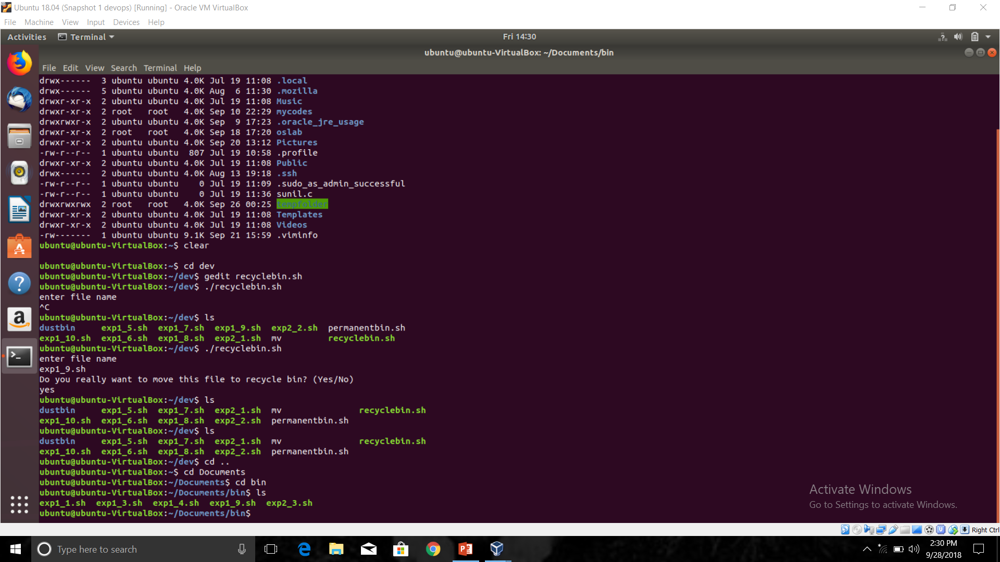 Ubuntu 18.04 (Snapshot 1 devops) [Running] - Oracle VM VirtualBox
File Machine View Input Devices Help
Activities Terminal Fri 14:30
ubuntu@ubuntu-VirtualBox: ~/Documents/bin
File Edit View Search Terminal Help
drwx------  3 ubuntu ubuntu 4.0K Jul 19 11:08 .local
drwx------  5 ubuntu ubuntu 4.0K Aug  6 11:30 .mozilla
drwxr-xr-x  2 ubuntu ubuntu 4.0K Jul 19 11:08 Music
drwxr-xr-x  2 root   root   4.0K Sep 10 22:29 mycodes
drwxrwxr-x  2 ubuntu ubuntu 4.0K Sep  9 17:23 .oracle_jre_usage
drwxr-xr-x  2 root   root   4.0K Sep 18 17:20 oslab
drwxr-xr-x  2 ubuntu ubuntu 4.0K Sep 20 13:12 Pictures
-rw-r--r--  1 ubuntu ubuntu  807 Jul 19 10:58 .profile
drwxr-xr-x  2 ubuntu ubuntu 4.0K Jul 19 11:08 Public
drwx------  2 ubuntu ubuntu 4.0K Aug 13 19:18 .ssh
-rw-r--r--  1 ubuntu ubuntu    0 Jul 19 11:09 .sudo_as_admin_successful
-rw-r--r--  1 ubuntu ubuntu    0 Jul 19 11:36 sunil.c
drwxrwxrwx  2 root   root   4.0K Sep 26 00:25 tempfolder
drwxr-xr-x  2 ubuntu ubuntu 4.0K Jul 19 11:08 Templates
drwxr-xr-x  2 ubuntu ubuntu 4.0K Jul 19 11:08 Videos
-rw-------  1 ubuntu ubuntu 9.1K Sep 21 15:59 .viminfo
ubuntu@ubuntu-VirtualBox:~$ clear
ubuntu@ubuntu-VirtualBox:~$ cd dev
ubuntu@ubuntu-VirtualBox:~/dev$ gedit recyclebin.sh
ubuntu@ubuntu-VirtualBox:~/dev$ ./recyclebin.sh
enter file name
^C
ubuntu@ubuntu-VirtualBox:~/dev$ ls
dustbin     exp1_5.sh  exp1_7.sh  exp1_9.sh  exp2_2.sh  permanentbin.sh
exp1_10.sh  exp1_6.sh  exp1_8.sh  exp2_1.sh  mv         recyclebin.sh
ubuntu@ubuntu-VirtualBox:~/dev$ ./recyclebin.sh
enter file name
exp1_9.sh
Do you really want to move this file to recycle bin? (Yes/No)
yes
ubuntu@ubuntu-VirtualBox:~/dev$ ls
dustbin     exp1_5.sh  exp1_7.sh  exp2_1.sh  mv               recyclebin.sh
exp1_10.sh  exp1_6.sh  exp1_8.sh  exp2_2.sh  permanentbin.sh
ubuntu@ubuntu-VirtualBox:~/dev$ ls
dustbin     exp1_5.sh  exp1_7.sh  exp2_1.sh  mv               recyclebin.sh
exp1_10.sh  exp1_6.sh  exp1_8.sh  exp2_2.sh  permanentbin.sh
ubuntu@ubuntu-VirtualBox:~/dev$ cd ..
ubuntu@ubuntu-VirtualBox:~$ cd Documents
ubuntu@ubuntu-VirtualBox:~/Documents$ cd bin
ubuntu@ubuntu-VirtualBox:~/Documents/bin$ ls
exp1_1.sh  exp1_3.sh  exp1_4.sh  exp1_9.sh  exp2_3.sh
ubuntu@ubuntu-VirtualBox:~/Documents/bin$
Activate Windows
Go to Settings to activate Windows.
Right Ctrl
Type here to search
2:30 PM
9/28/2018